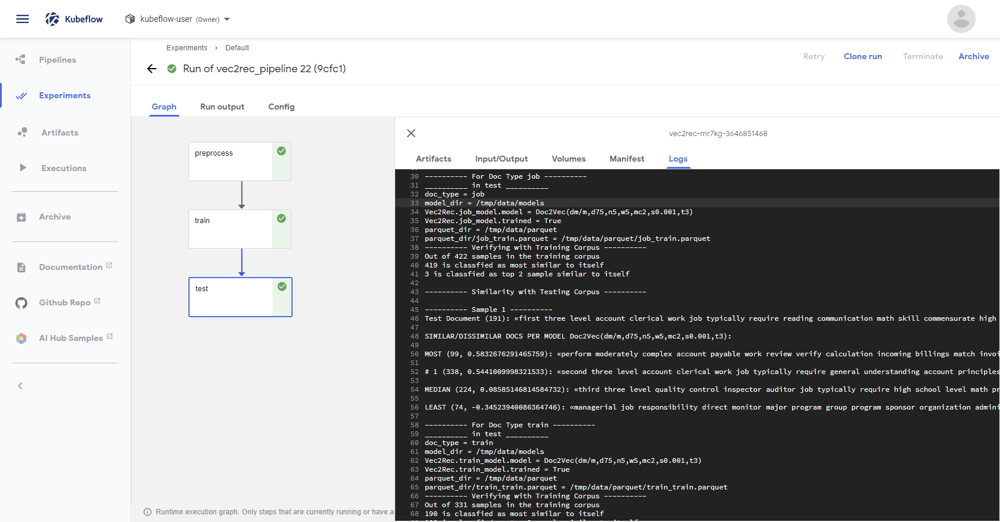 Kubeflow
kubeflow-user (Owner)
Pipelines
Experiments
Artifacts
Executions
Archive
Documentation
Github Repo
AI Hub Samples
Experiments › Default
Run of vec2rec_pipeline 22 (9cfc1)
Retry
Clone run
Terminate
Archive
Graph
Run output
Config
preprocess
train
test
Runtime execution graph. Only steps that are currently running or have a
vec2rec-mr7kg-3646851468
Artifacts
Input/Output
Volumes
Manifest
Logs
30 ---------- For Doc Type job ----------
31 __________ in test __________
32 doc_type = job
33 model_dir = /tmp/data/models
34 Vec2Rec.job_model.model = Doc2Vec(dm/m,d75,n5,w5,mc2,s0.001,t3)
35 Vec2Rec.job_model.trained = True
36 parquet_dir = /tmp/data/parquet
37 parquet_dir/job_train.parquet = /tmp/data/parquet/job_train.parquet
38 ---------- Verifying with Training Corpus ----------
39 Out of 422 samples in the training corpus
40 419 is classfied as most similar to itself
41 3 is classfied as top 2 sample similar to itself
42
43 ---------- Similarity with Testing Corpus ----------
44
45 ---------- Sample 1 ----------
46 Test Document (191): «first three level account clerical work job typically require reading communication math skill commensurate high
47
48 SIMILAR/DISSIMILAR DOCS PER MODEL Doc2Vec(dm/m,d75,n5,w5,mc2,s0.001,t3):
49
50 MOST (99, 0.5832676291465759): «perform moderately complex account payable work review verify calculation incoming billings match invoi
51
52 # 1 (338, 0.5441009998321533): «second three level account clerical work job typically require general understanding account principles
53
54 MEDIAN (224, 0.08585146814584732): «third three level quality control inspector auditor job typically require high school level math pr
55
56 LEAST (74, -0.34523940086364746): «managerial job responsibility direct monitor major program group program sponsor organization admini
57
58 ---------- For Doc Type train ----------
59 __________ in test __________
60 doc_type = train
61 model_dir = /tmp/data/models
62 Vec2Rec.train_model.model = Doc2Vec(dm/m,d75,n5,w5,mc2,s0.001,t3)
63 Vec2Rec.train_model.trained = True
64 parquet_dir = /tmp/data/parquet
65 parquet_dir/train_train.parquet = /tmp/data/parquet/train_train.parquet
66 ---------- Verifying with Training Corpus ----------
67 Out of 331 samples in the training corpus
68 190 is classfied as most similar to itself